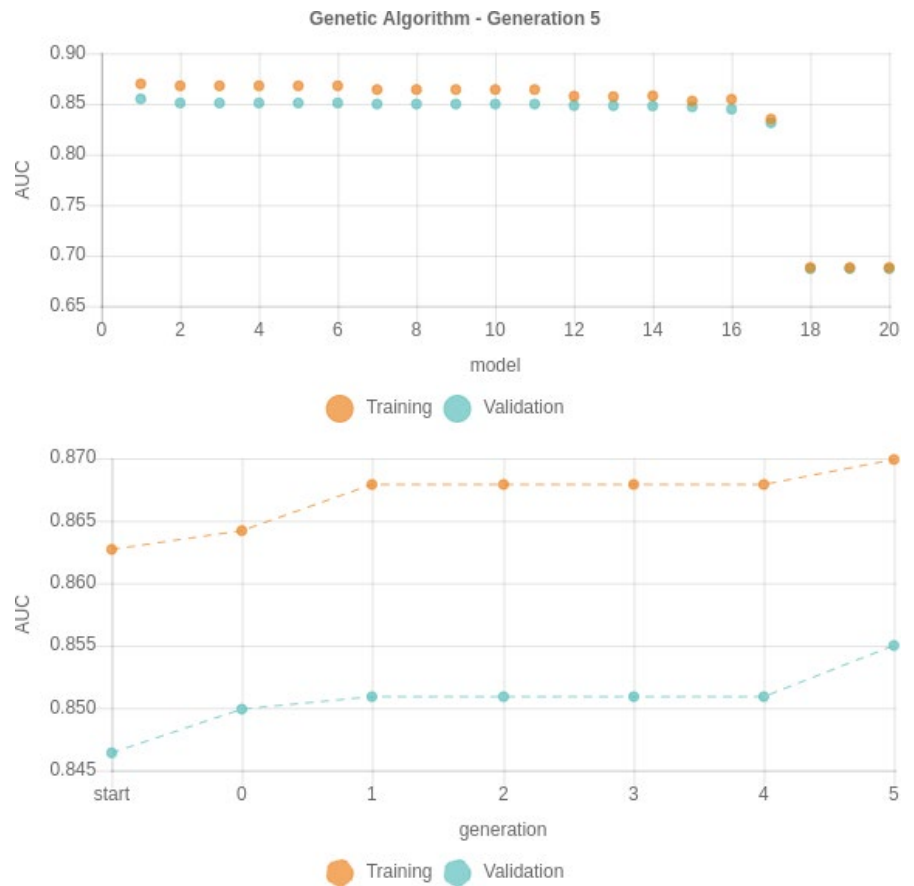 Genetic Algorithm - Generation 5
0.90
0.85
0.80
0.75
0.70
0.65
AUC
0 2 4 6 8 10 12 14 16 18 20
model
Training Validation
0.870
0.865
0.860
0.855
0.850
0.845
AUC
start 0 1 2 3 4 5
generation
Training Validation